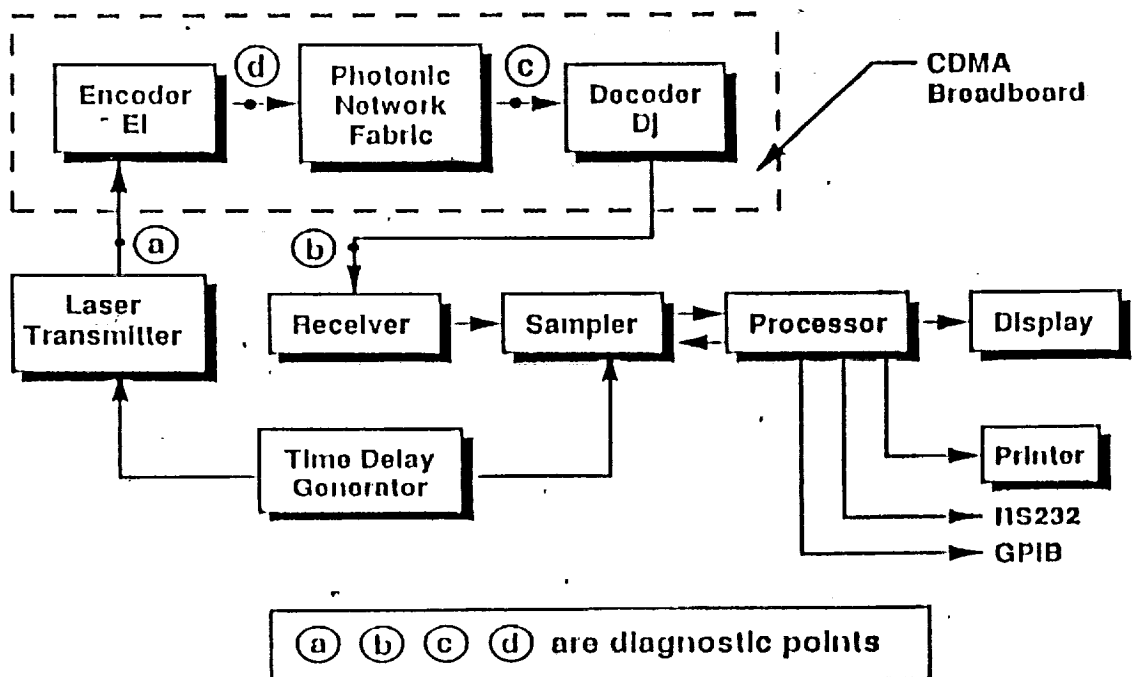 Encoder
Ei
d
Photonic
Network
Fabric
c
Decoder
Dj
CDMA
Broadboard
a
b
Laser
Transmitter
Receiver
Sampler
Processor
Display
Time Delay
Generator
Printer
RS232
GPIB
a b c d are diagnostic points